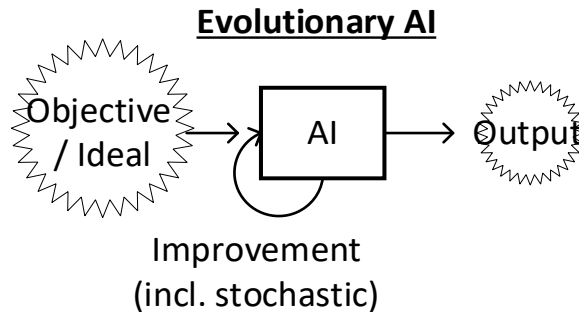 Evolutionary AI
Objective
/ Ideal
AI
Output
Improvement
(incl. stochastic)